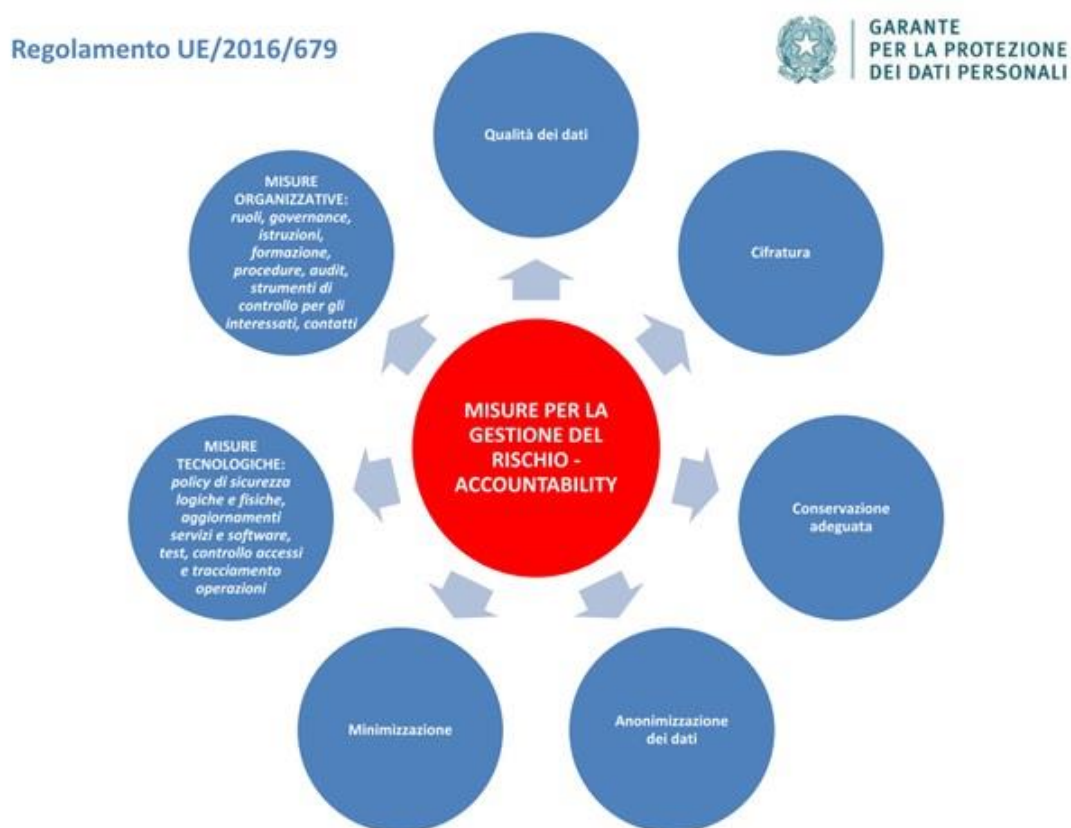 Regolamento UE/2016/679
GARANTE
PER LA PROTEZIONE
DEI DATI PERSONALI
Qualità dei dati
Cifratura
Conservazione
adeguata
Anonimizzazione
dei dati
Minimizzazione
MISURE
TECNOLOGICHE:
policy di sicurezza
logiche e fisiche,
aggiornamenti
servizi e software,
test, controllo accessi
e tracciamento
operazioni
MISURE
ORGANIZZATIVE:
ruoli, governance,
istruzioni,
formazione,
procedure, audit,
strumenti di
controllo per gli
interessati, contatti
MISURE PER LA
GESTIONE DEL
RISCHIO -
ACCOUNTABILITY